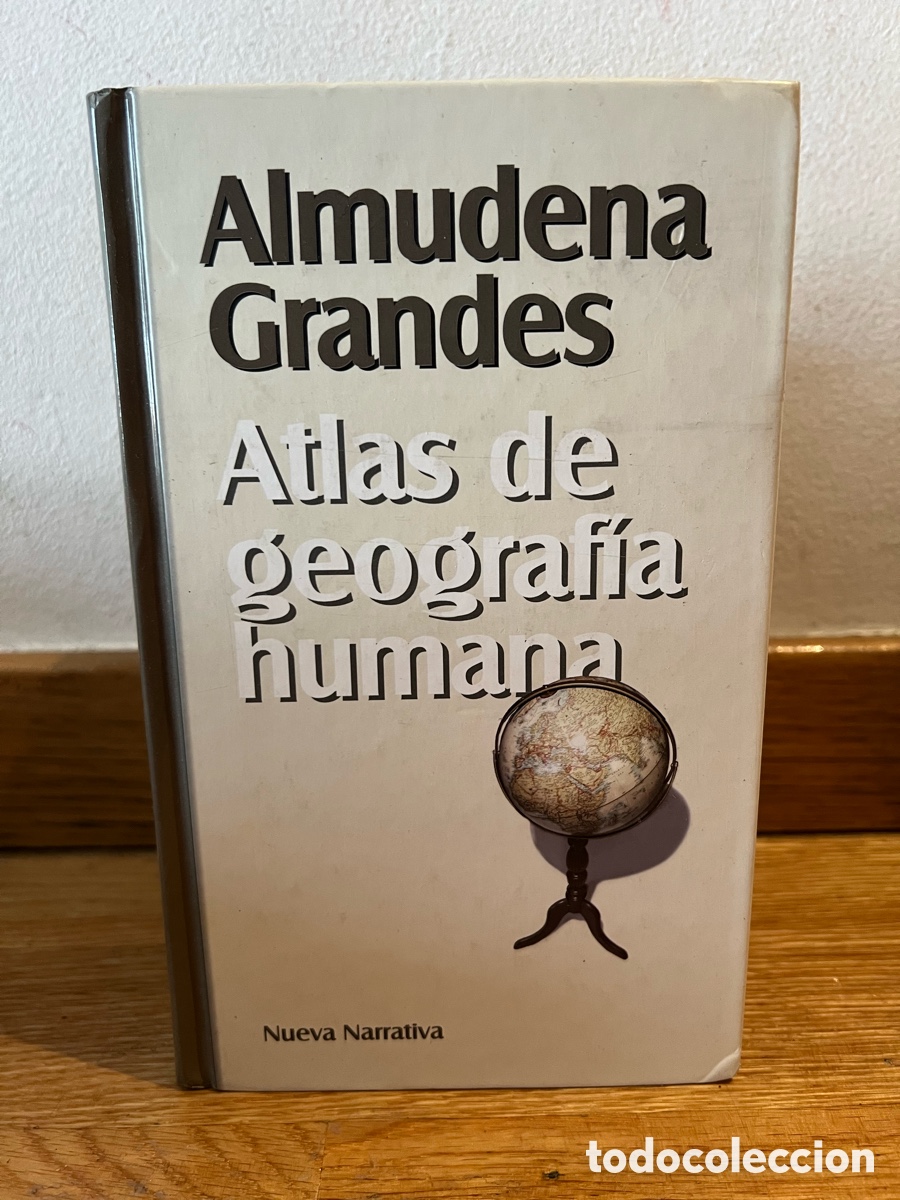 Almudena
Grandes
Atlas de
geografía
humana
Nueva Narrativa
todocoleccion